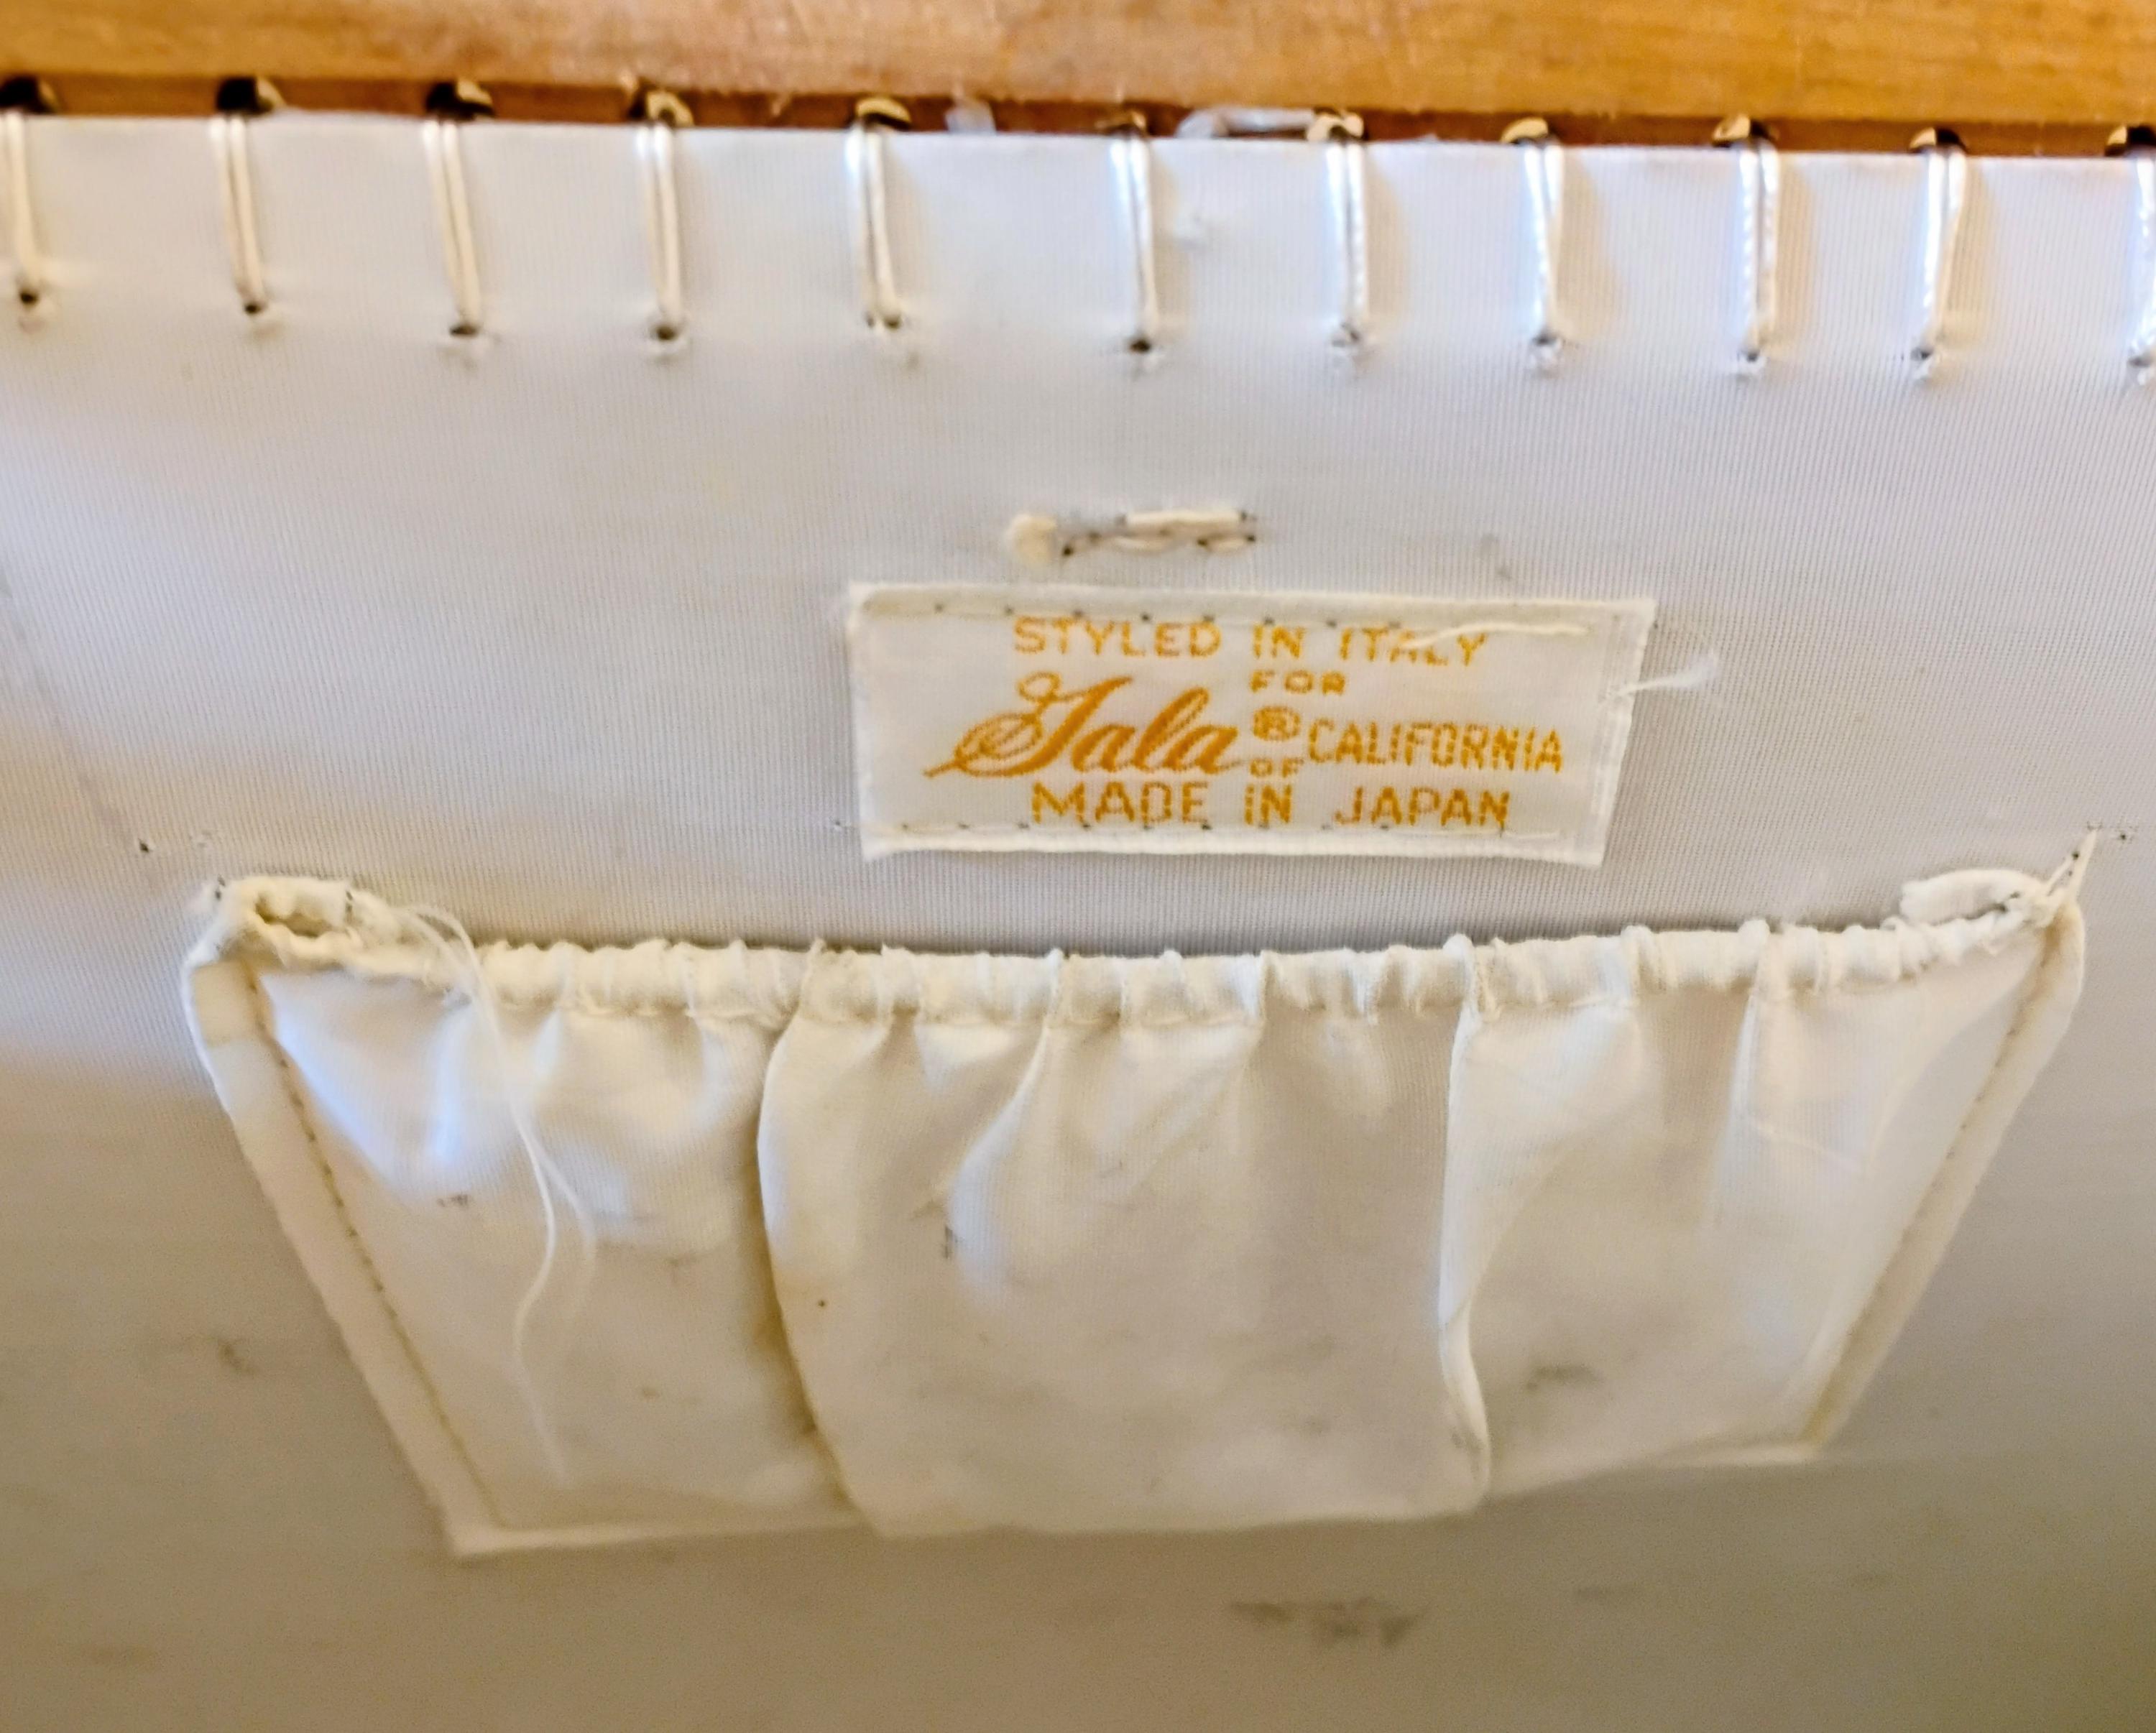 STYLED IN ITALY
FOR
Gala ® OF CALIFORNIA
MADE IN JAPAN